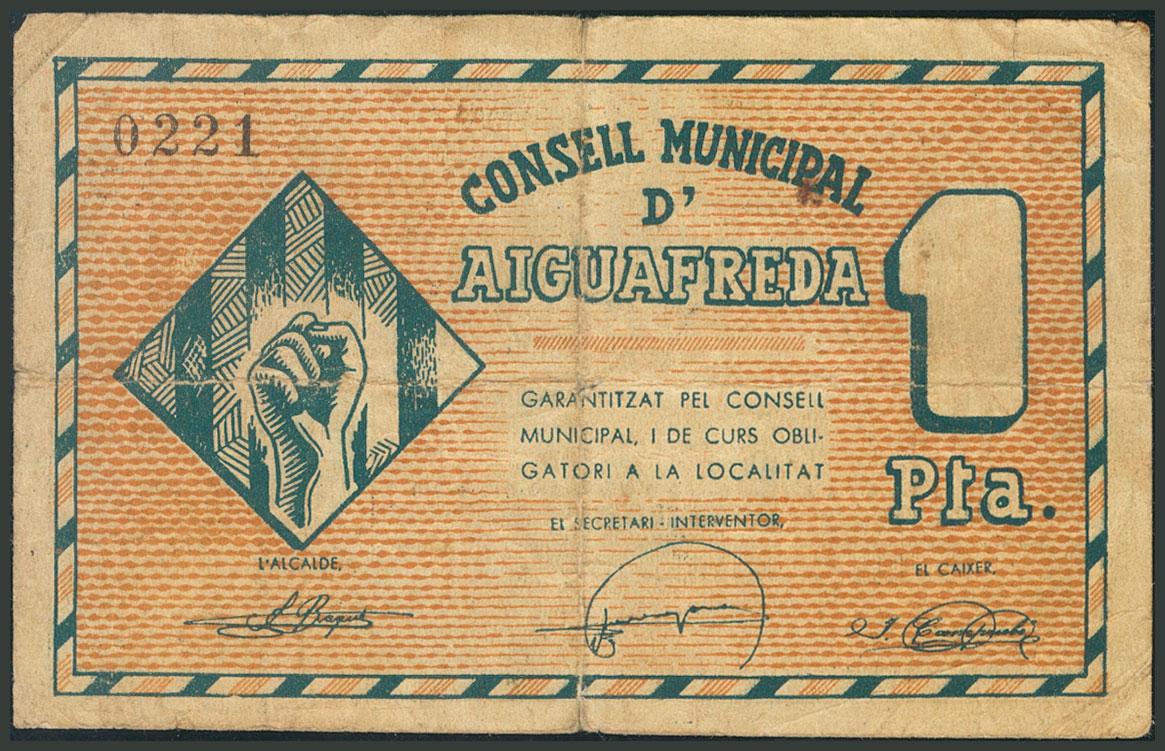 0221
CONSELL MUNICIPAL
D'
AIGUAFREDA
1
Pta.
GARANTITZAT PEL CONSELL
MUNICIPAL, I DE CURS OBLI-
GATORI A LA LOCALITAT
EL SECRETARI - INTERVENTOR,
L'ALCALDE,
EL CAIXER,